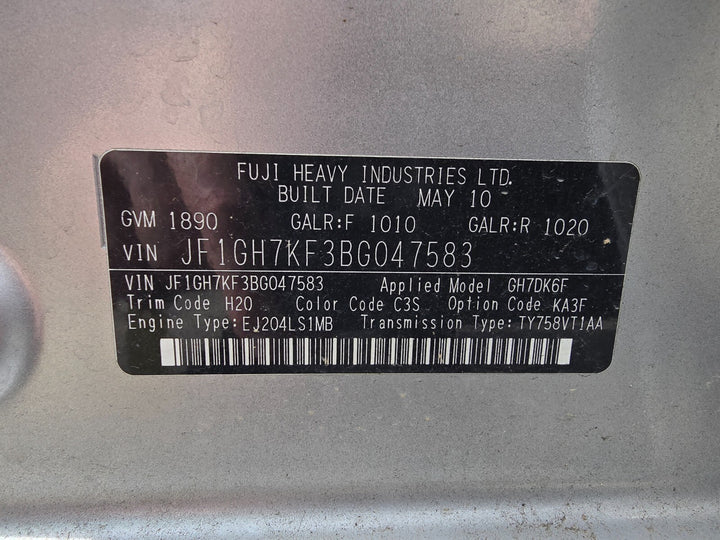 FUJI HEAVY INDUSTRIES LTD.
BUILT DATE MAY 10
GVM 1890 GALR:F 1010 GALR:R 1020
VIN JF1GH7KF3BG047583
VIN JF1GH7KF3BG047583 Applied Model GH7DK6F
Trim Code H20 Color Code C3S Option Code KA3F
Engine Type:EJ204LS1MB Transmission Type:TY758VT1AA